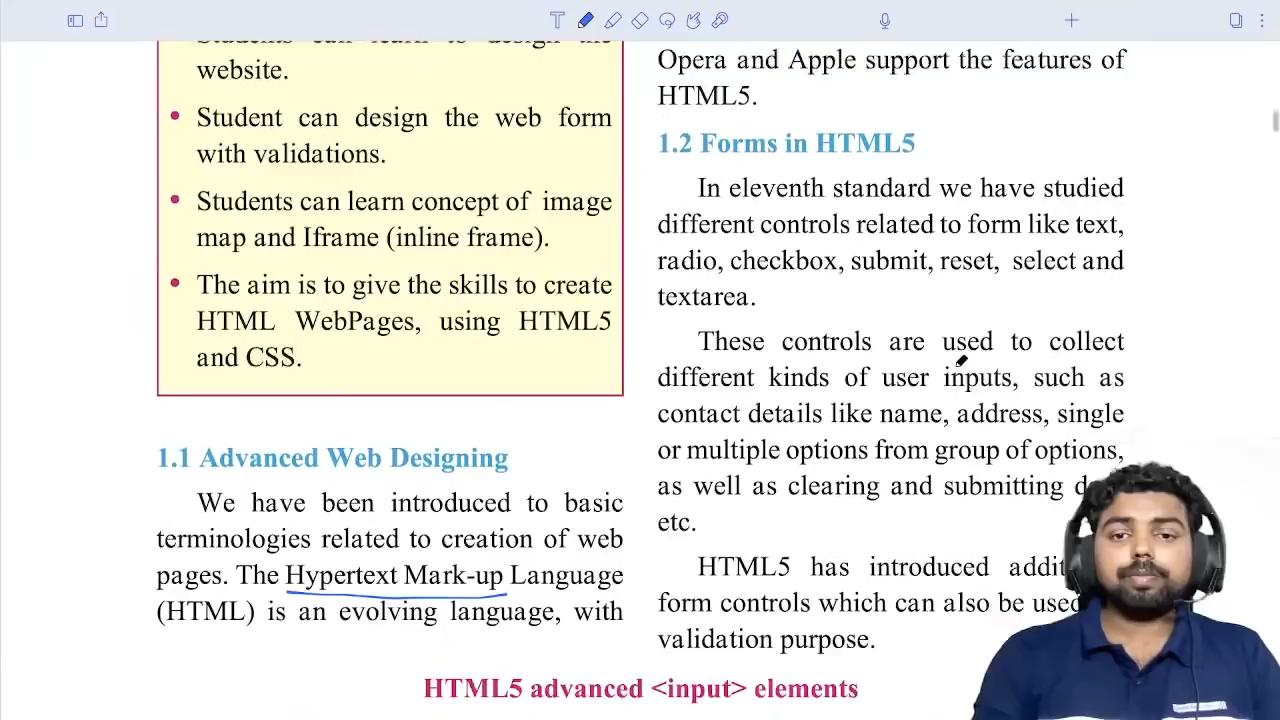 Students can learn to design the
website.
• Student can design the web form
with validations.
• Students can learn concept of image
map and Iframe (inline frame).
• The aim is to give the skills to create
HTML WebPages, using HTML5
and CSS.
1.1 Advanced Web Designing
We have been introduced to basic
terminologies related to creation of web
pages. The Hypertext Mark-up Language
(HTML) is an evolving language, with
Opera and Apple support the features of
HTML5.
1.2 Forms in HTML5
In eleventh standard we have studied
different controls related to form like text,
radio, checkbox, submit, reset, select and
textarea.
These controls are used to collect
different kinds of user inputs, such as
contact details like name, address, single
or multiple options from group of options,
as well as clearing and submitting
etc.
HTML5 has introduced
form controls which can also be used
validation purpose.
HTML5 advanced <input> elements